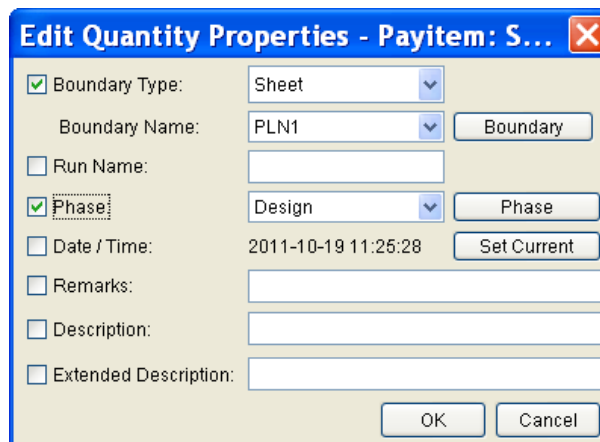 Edit Quantity Properties - Payitem: S...
Boundary Type: Sheet
Boundary Name: PLN1 Boundary
Run Name:
Phase Design Phase
Date / Time: 2011-10-19 11:25:28 Set Current
Remarks:
Description:
Extended Description:
OK Cancel